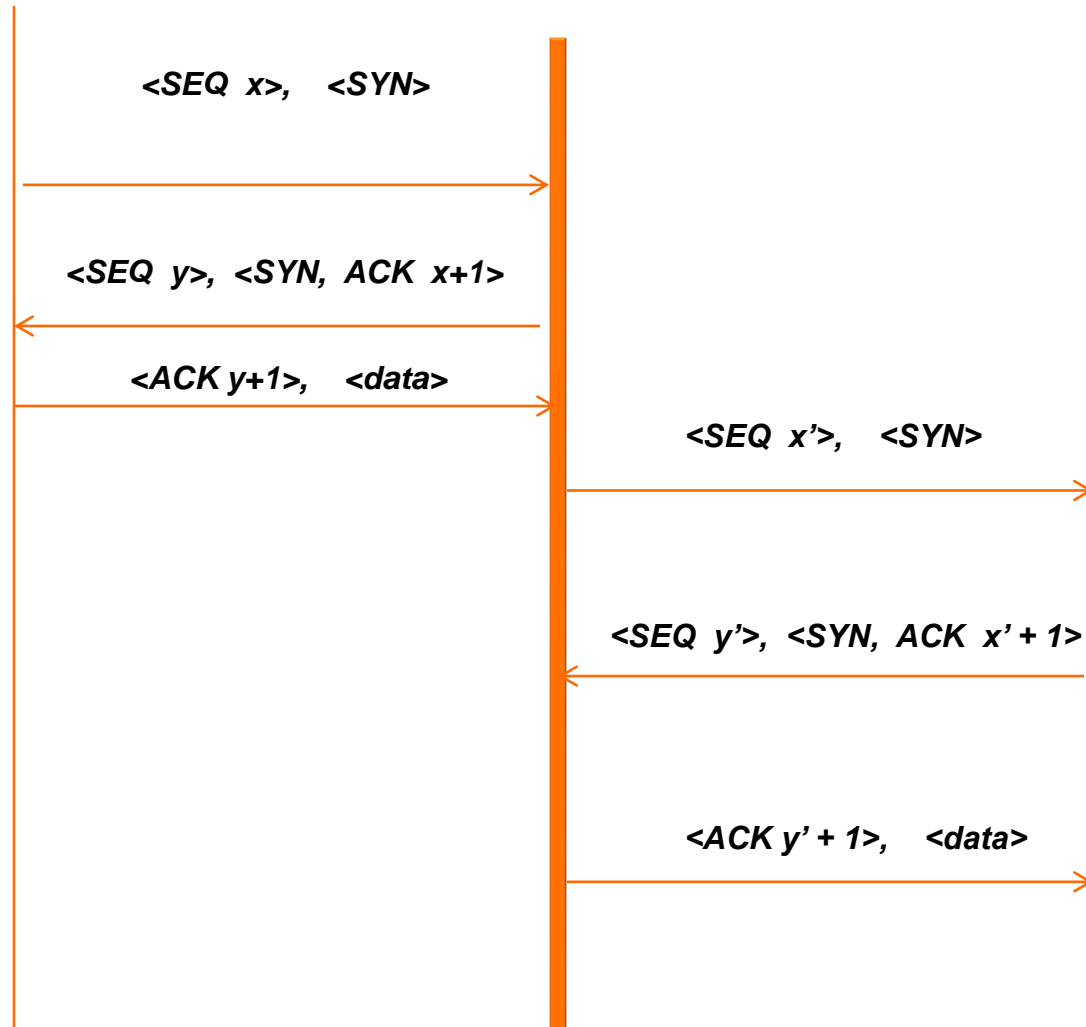 <SEQ x>, <SYN>
<SEQ y>, <SYN, ACK x+1>
<ACK y+1>, <data>
<SEQ x’>, <SYN>
<SEQ y’>, <SYN, ACK x’ + 1>
<ACK y’ + 1>, <data>